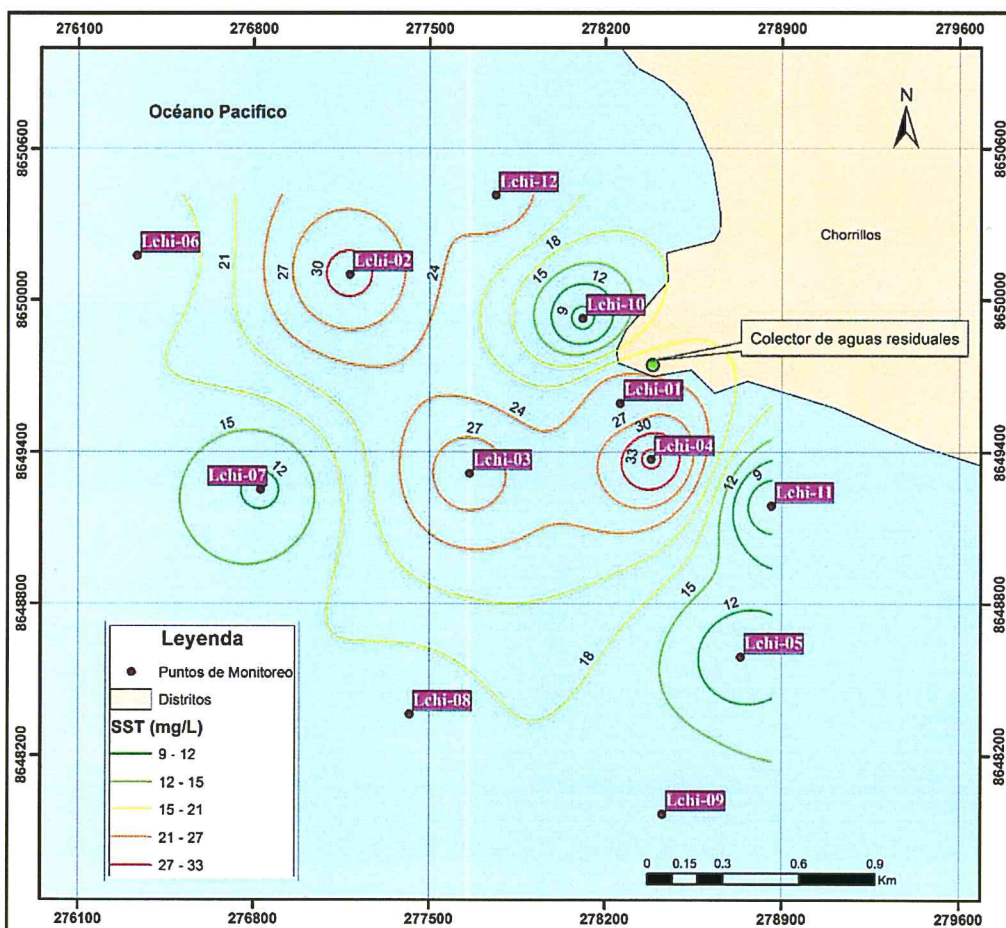 276100 276800 277500 278200 278900 279600
Océano Pacifico
N
8650600
8650600
Lchi-12
Chorrillos
Lchi-06
18
21
12
Lchi-02
30
27
24
15
8650000
8650000
9
Lchi-10
Colector de aguas residuales
Lchi-01
24
27
30
15
27
Lchi-04
33
8649400
8649400
Lchi-03
12
Lchi-07
12
9
Lchi-11
15
12
8648800
8648800
Lchi-05
18
Lchi-08
8648200
8648200
Lchi-09
Leyenda
Puntos de Monitoreo
Distritos
SST (mg/L)
9 - 12
12 - 15
15 - 21
21 - 27
27 - 33
0 0.15 0.3 0.6 0.9
Km
276100 276800 277500 278200 278900 279600